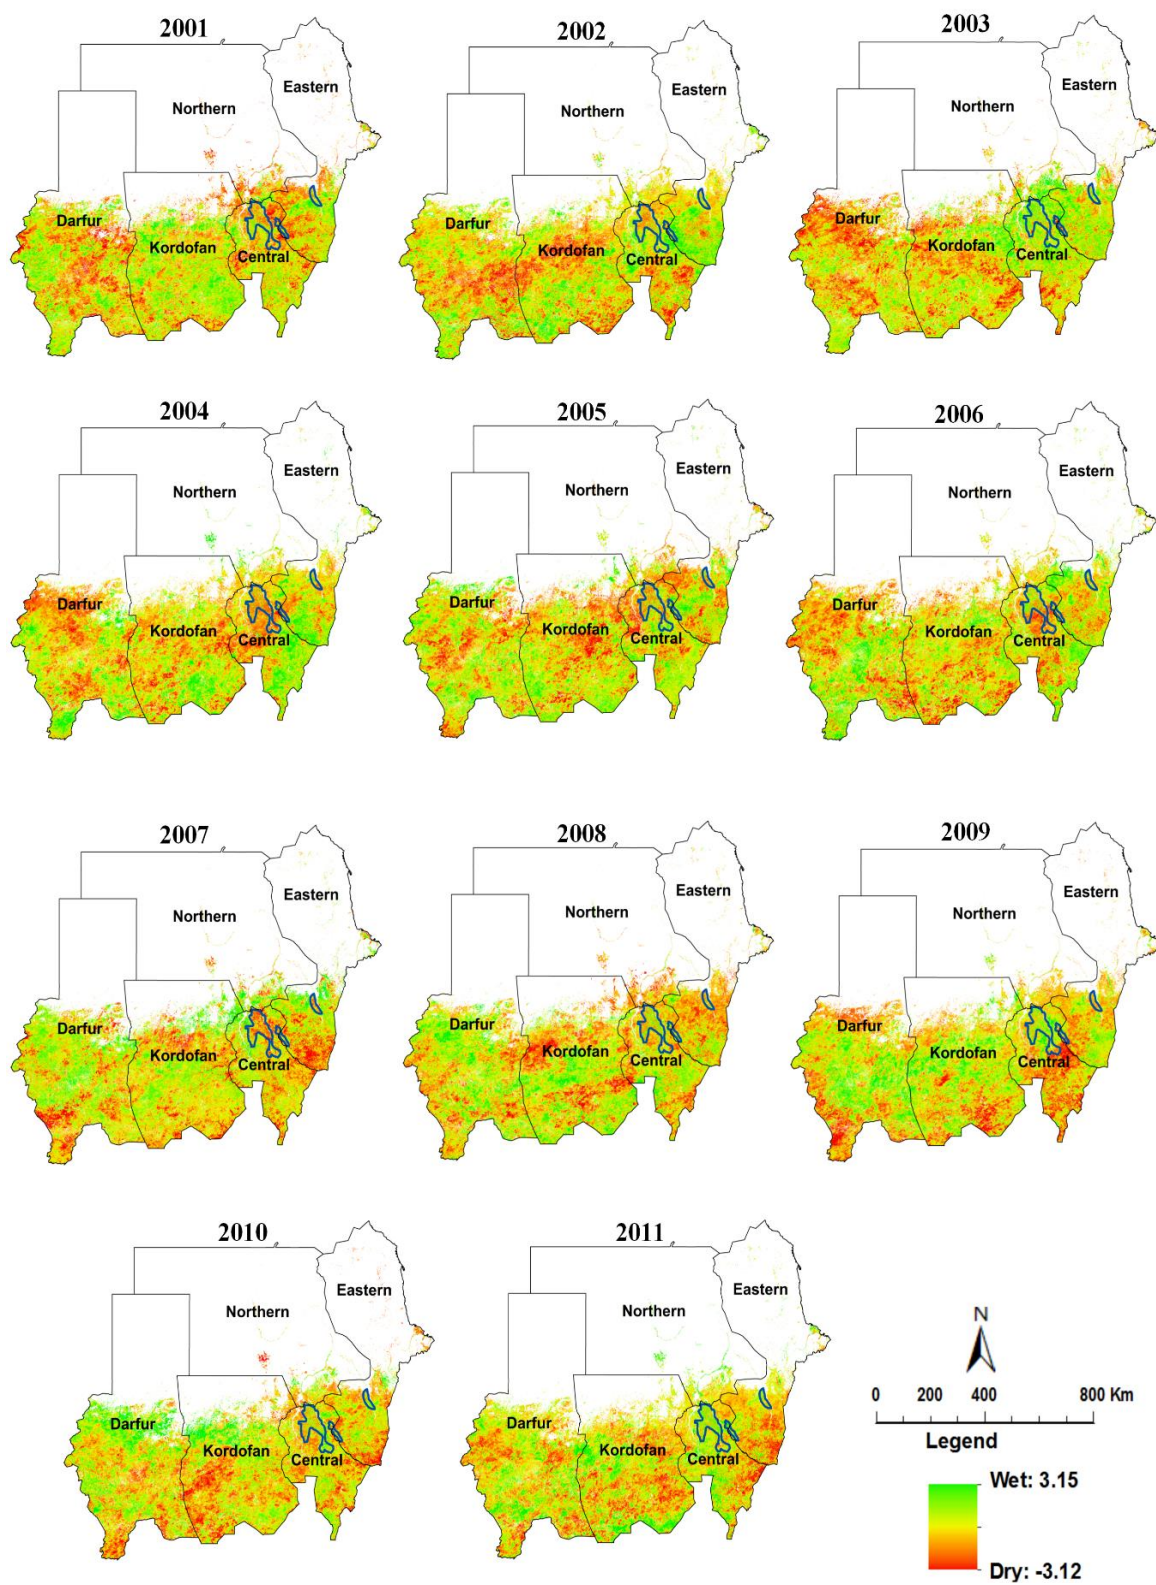 2001
Eastern
Northern
Darfur
Kordofan
Central
2002
Eastern
Northern
Darfur
Kordofan
Central
2003
Eastern
Northern
Darfur
Kordofan
Central
2004
Eastern
Northern
Darfur
Kordofan
Central
2005
Eastern
Northern
Darfur
Kordofan
Central
2006
Eastern
Northern
Darfur
Kordofan
Central
2007
Eastern
Northern
Darfur
Kordofan
Central
2008
Eastern
Northern
Darfur
Kordofan
Central
2009
Eastern
Northern
Darfur
Kordofan
Central
2010
Eastern
Northern
Darfur
Kordofan
Central
2011
Eastern
Northern
Darfur
Kordofan
Central
N
0 200 400 800 Km
Legend
Wet: 3.15
Dry: -3.12